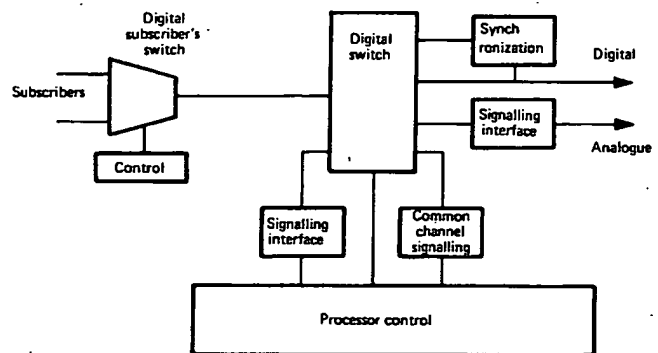 Digital
subscriber's
switch
Subscribers
Control
Digital
switch
Synch
ronization
Digital
Signalling
interface
Analogue
Signalling
interface
Common
channel
signalling
Processor control